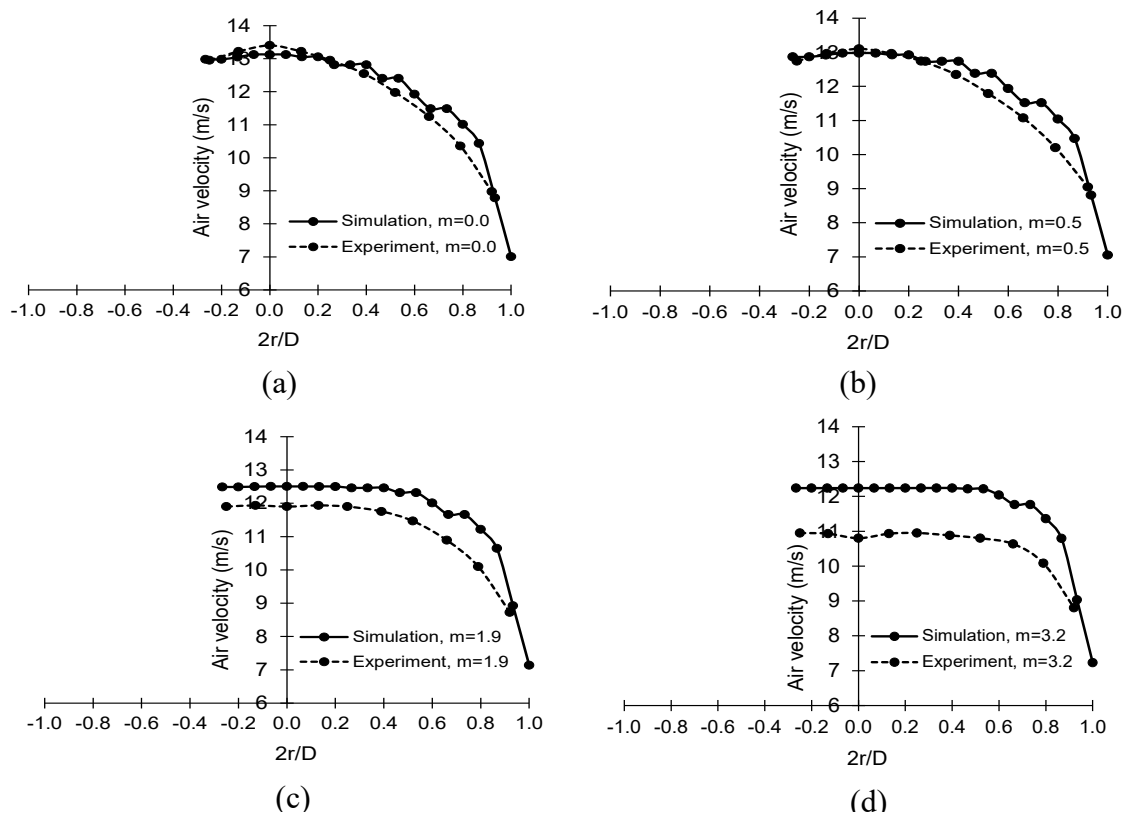 14
13
12
11
10
9
8
7
6
Air velocity (m/s)
Simulation, m=0.0
Experiment, m=0.0
-1.0 -0.8 -0.6 -0.4 -0.2 0.0 0.2 0.4 0.6 0.8 1.0
2r/D
(a)
14
13
12
11
10
9
8
7
6
Air velocity (m/s)
Simulation, m=0.5
Experiment, m=0.5
-1.0 -0.8 -0.6 -0.4 -0.2 0.0 0.2 0.4 0.6 0.8 1.0
2r/D
(b)
14
13
12
11
10
9
8
7
6
Air velocity (m/s)
Simulation, m=1.9
Experiment, m=1.9
-1.0 -0.8 -0.6 -0.4 -0.2 0.0 0.2 0.4 0.6 0.8 1.0
2r/D
(c)
14
13
12
11
10
9
8
7
6
Air velocity (m/s)
Simulation, m=3.2
Experiment, m=3.2
-1.0 -0.8 -0.6 -0.4 -0.2 0.0 0.2 0.4 0.6 0.8 1.0
2r/D
(d)